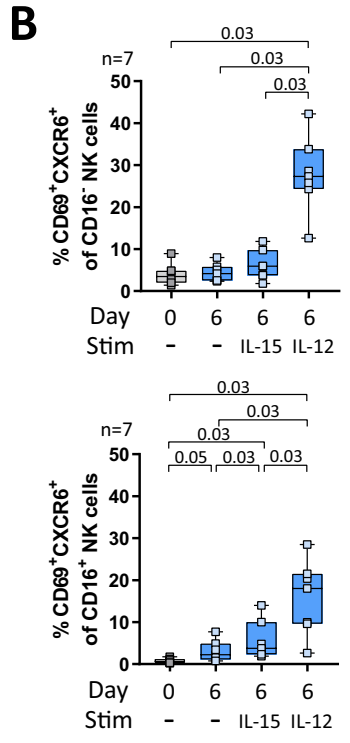 B
0.03
0.03
n=7
0.03
50
40
30
20
10
0
% CD69+CXCR6+
of CD16- NK cells
Day 0 6 6 6
Stim – – IL-15 IL-12
0.03
0.03
n=7
0.03
0.05 0.03 0.03
50
40
30
20
10
0
% CD69+CXCR6+
of CD16+ NK cells
Day 0 6 6 6
Stim – – IL-15 IL-12